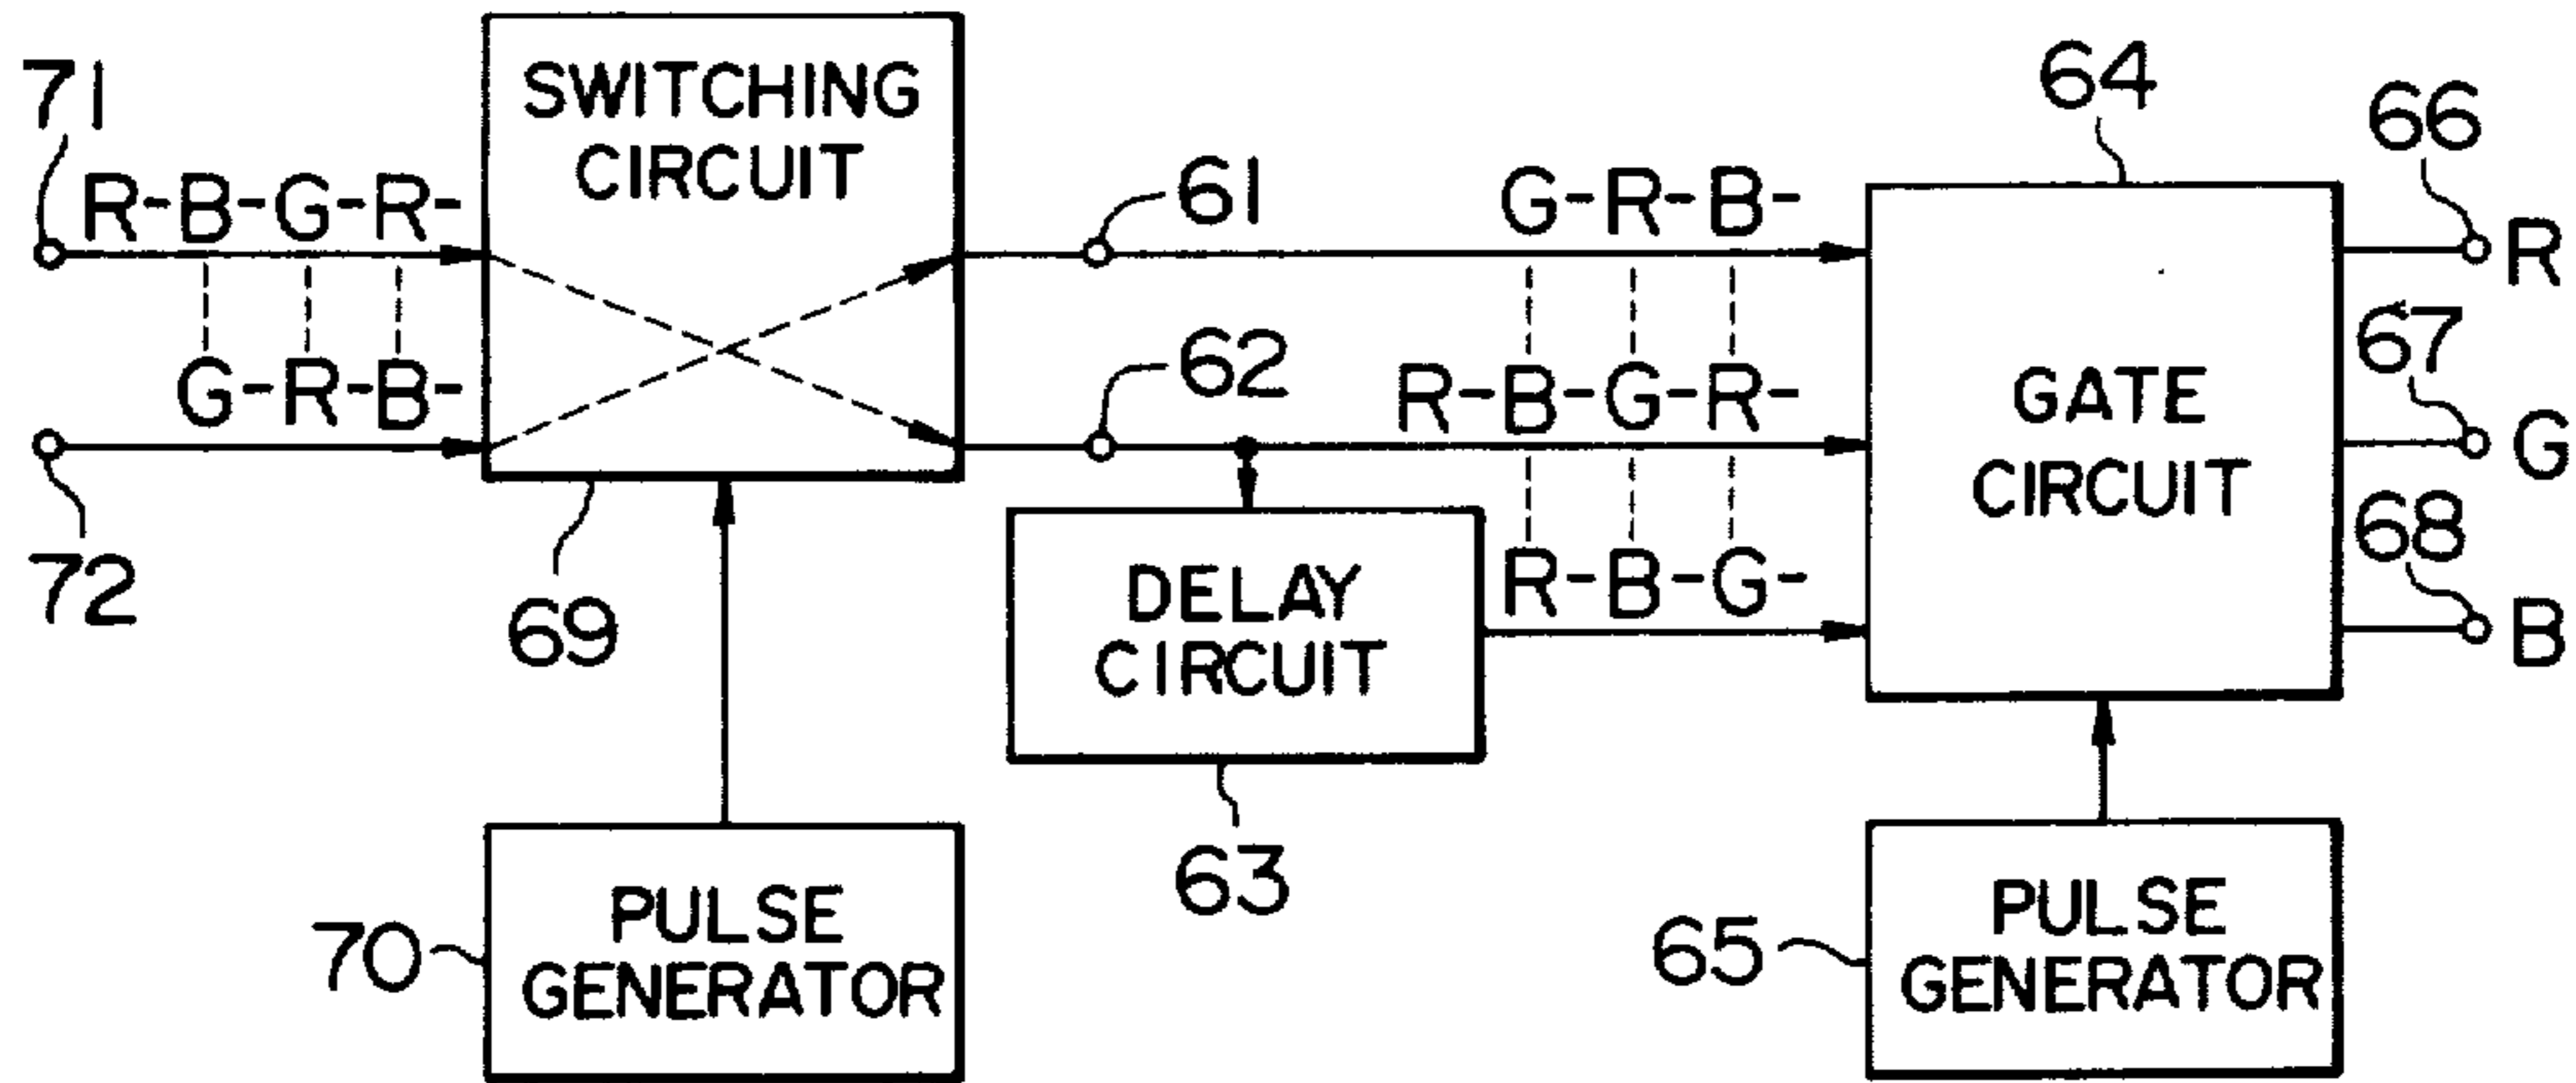 71
R-B-G-R-
G-R-B-
72
SWITCHING
CIRCUIT
69
70
PULSE
GENERATOR
61
62
G-R-B-
R-B-G-R-
R-B-G-
DELAY
CIRCUIT
63
64
GATE
CIRCUIT
65
PULSE
GENERATOR
66
R
67
G
68
B